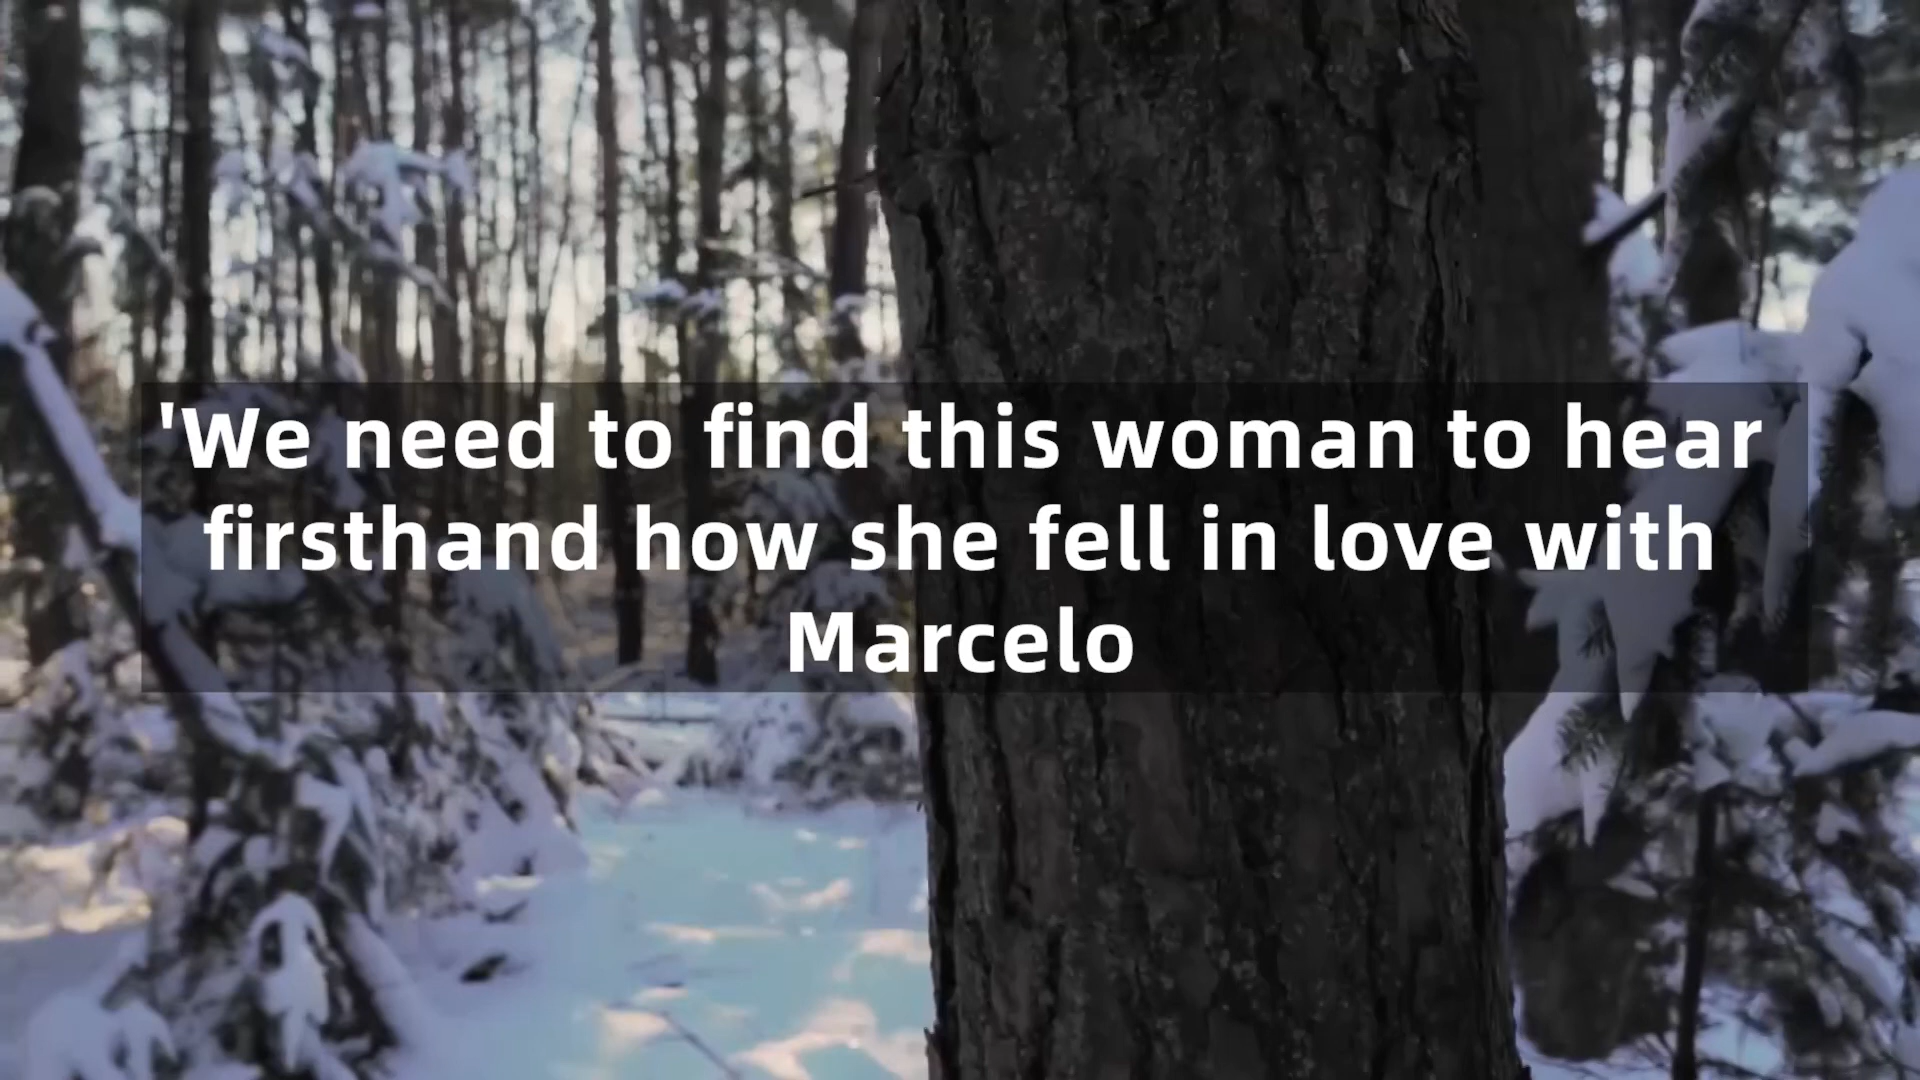 'We need to find this woman to hear
firsthand how she fell in love with
Marcelo